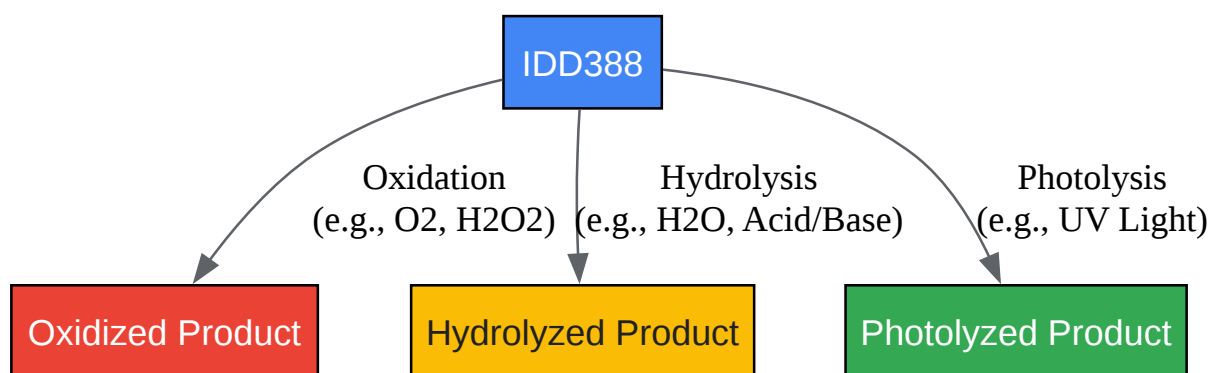 IDD388
Oxidation
(e.g., O2, H2O2)
Hydrolysis
(e.g., H2O, Acid/Base)
Photolysis
(e.g., UV Light)
Oxidized Product
Hydrolyzed Product
Photolyzed Product